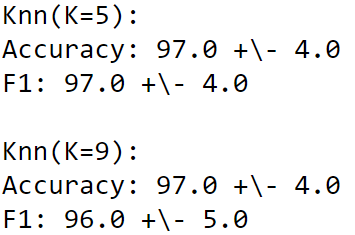 Knn(K=5):
Accuracy: 97.0 +\- 4.0
F1: 97.0 +\- 4.0

Knn(K=9):
Accuracy: 97.0 +\- 4.0
F1: 96.0 +\- 5.0